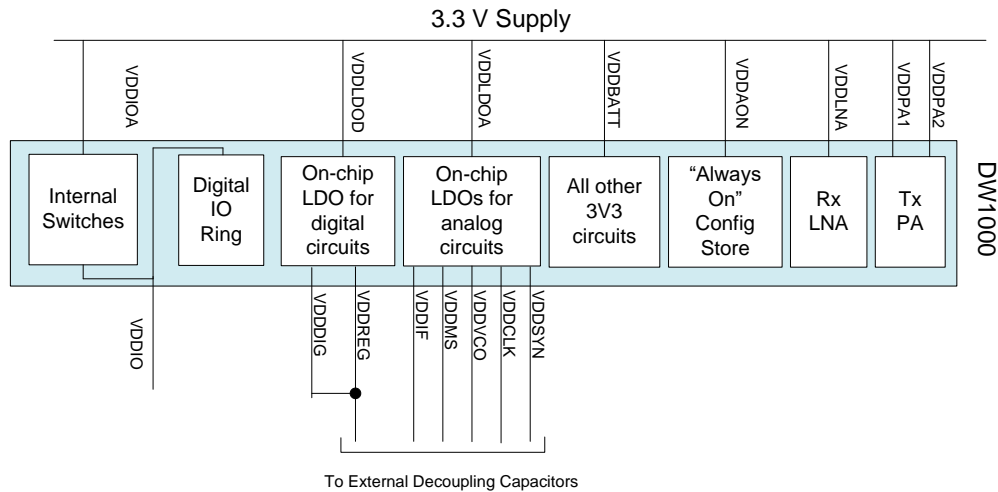 3.3 V Supply
VDDIOA
VDDLDOD
VDDLDOA
VDDBATT
VDDAON
VDDLNA
VDDPA1
VDDPA2
Internal
Switches
Digital
IO
Ring
On-chip
LDO for
digital
circuits
On-chip
LDOs for
analog
circuits
All other
3V3
circuits
“Always
On”
Config
Store
Rx
LNA
Tx
PA
DW1000
VDDIO
VDDDIG
VDDREG
VDDIF
VDDMS
VDDVCO
VDDCLK
VDDSYN
To External Decoupling Capacitors